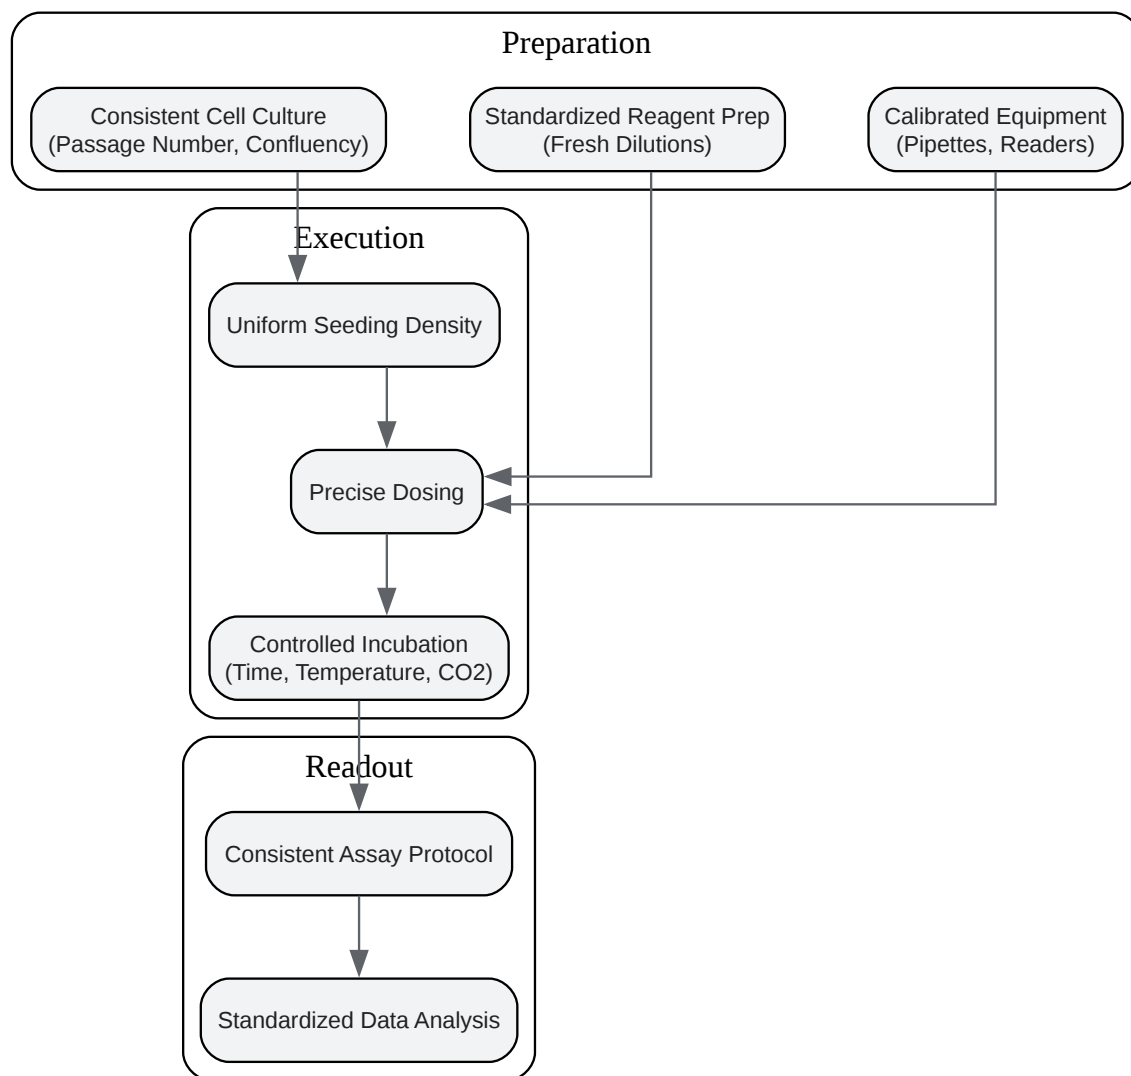 Preparation
Consistent Cell Culture
(Passage Number, Confluency)
Standardized Reagent Prep
(Fresh Dilutions)
Calibrated Equipment
(Pipettes, Readers)
Execution
Uniform Seeding Density
Precise Dosing
Controlled Incubation
(Time, Temperature, CO2)
Readout
Consistent Assay Protocol
Standardized Data Analysis